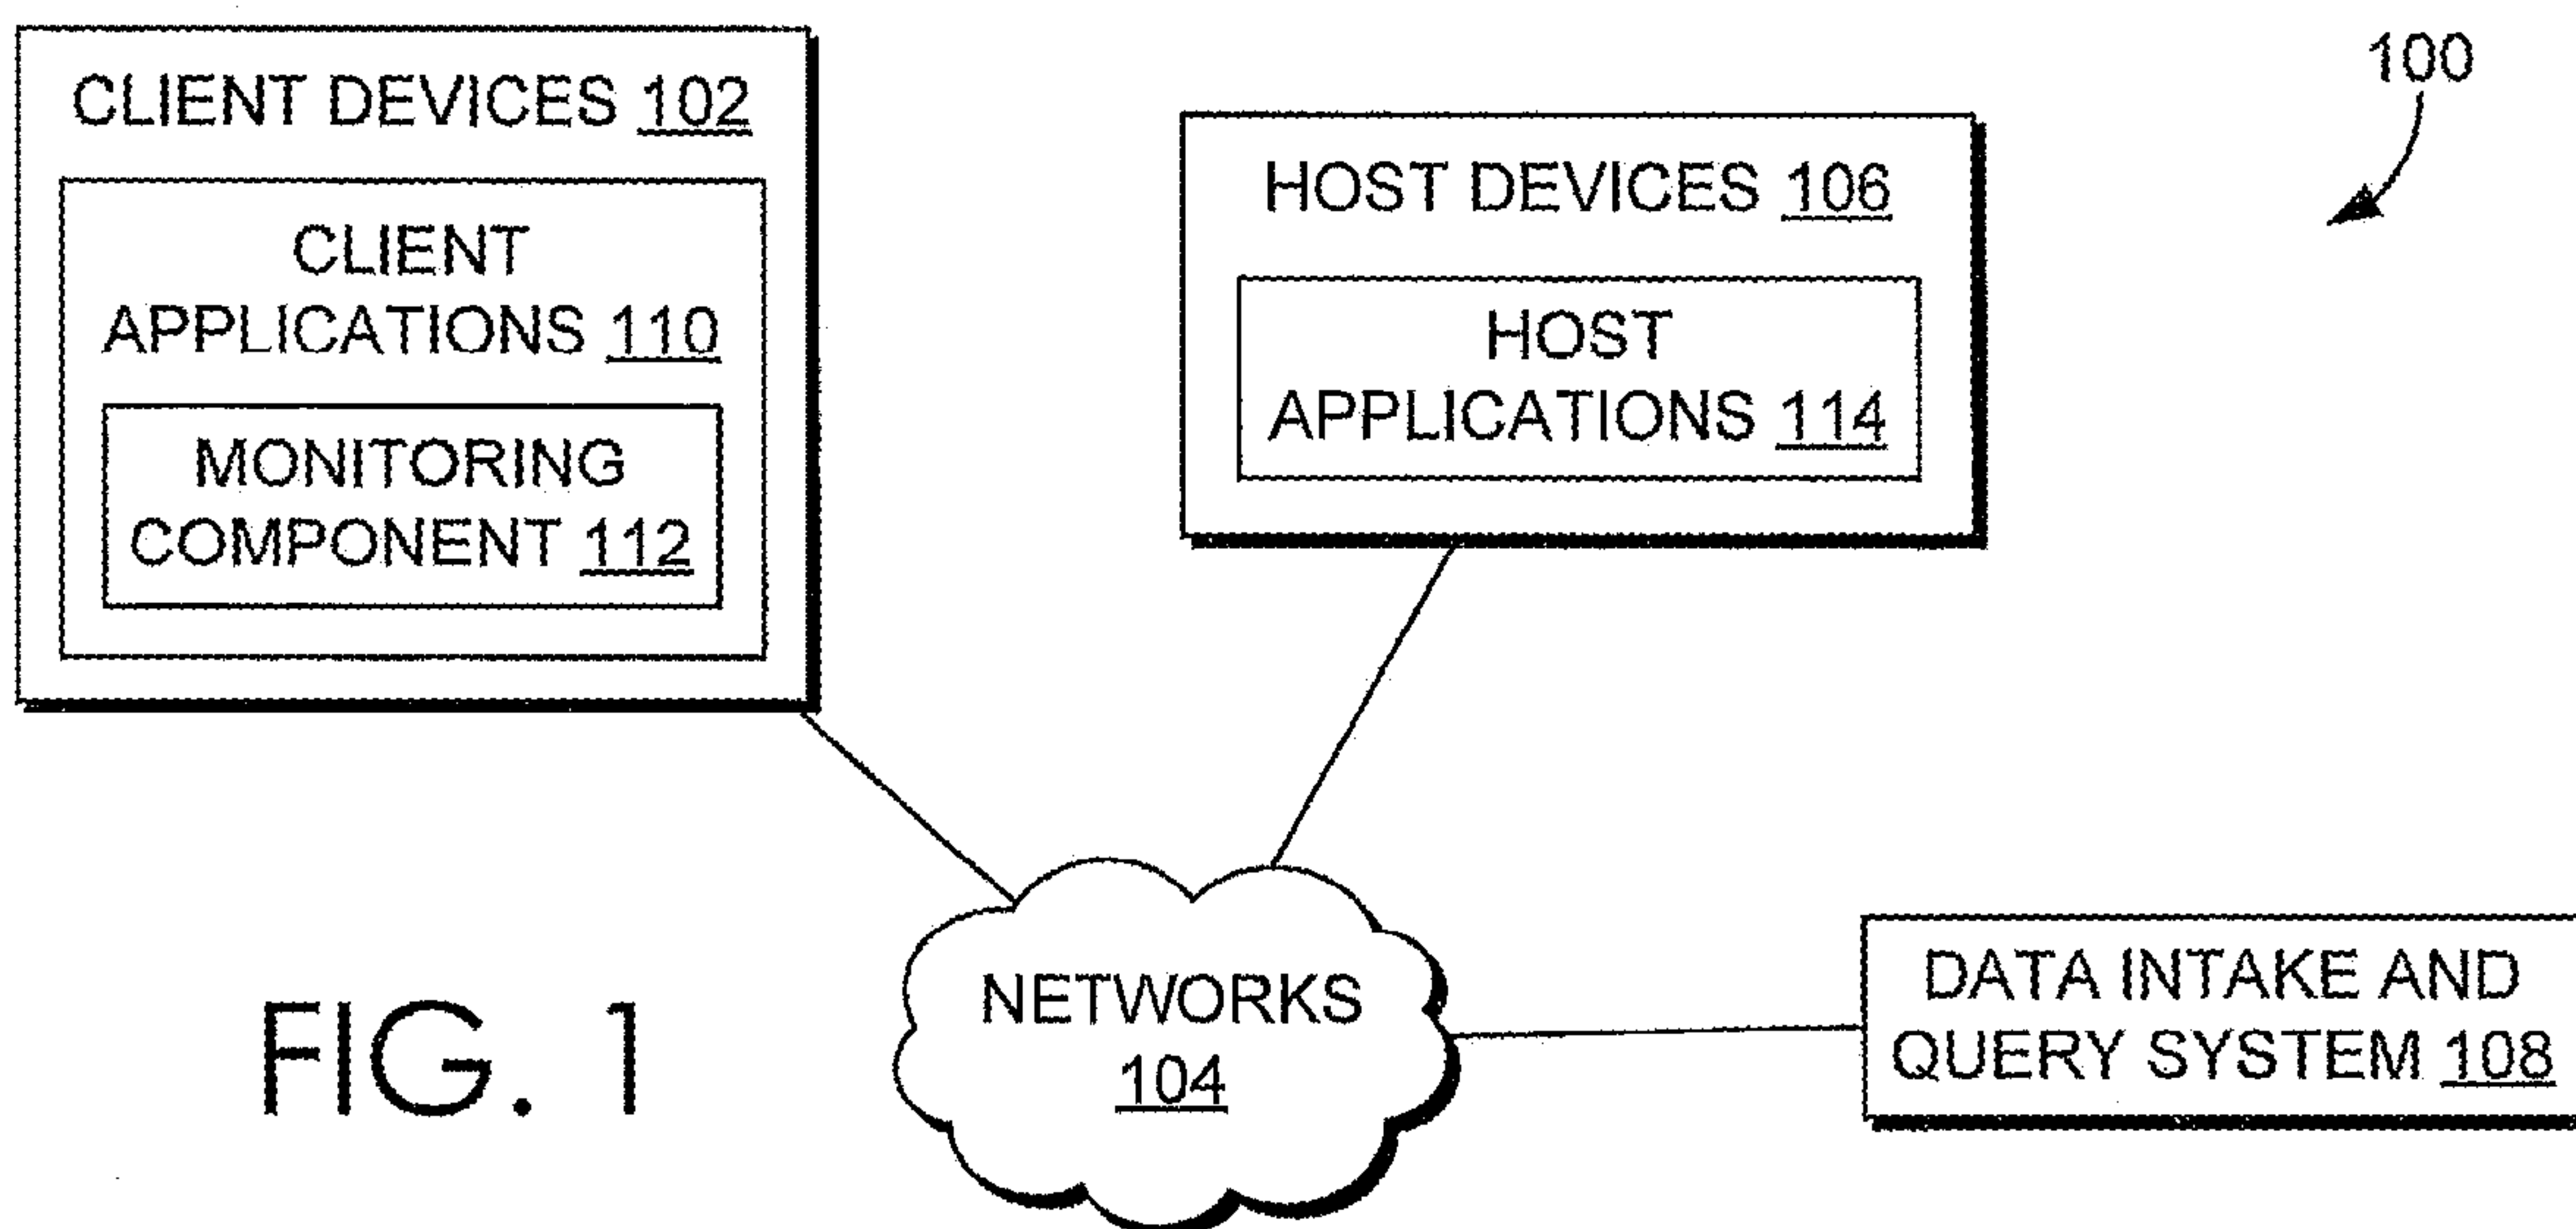 CLIENT DEVICES 102
CLIENT
APPLICATIONS 110
MONITORING
COMPONENT 112
100
HOST DEVICES 106
HOST
APPLICATIONS 114
NETWORKS
104
DATA INTAKE AND
QUERY SYSTEM 108
FIG. 1